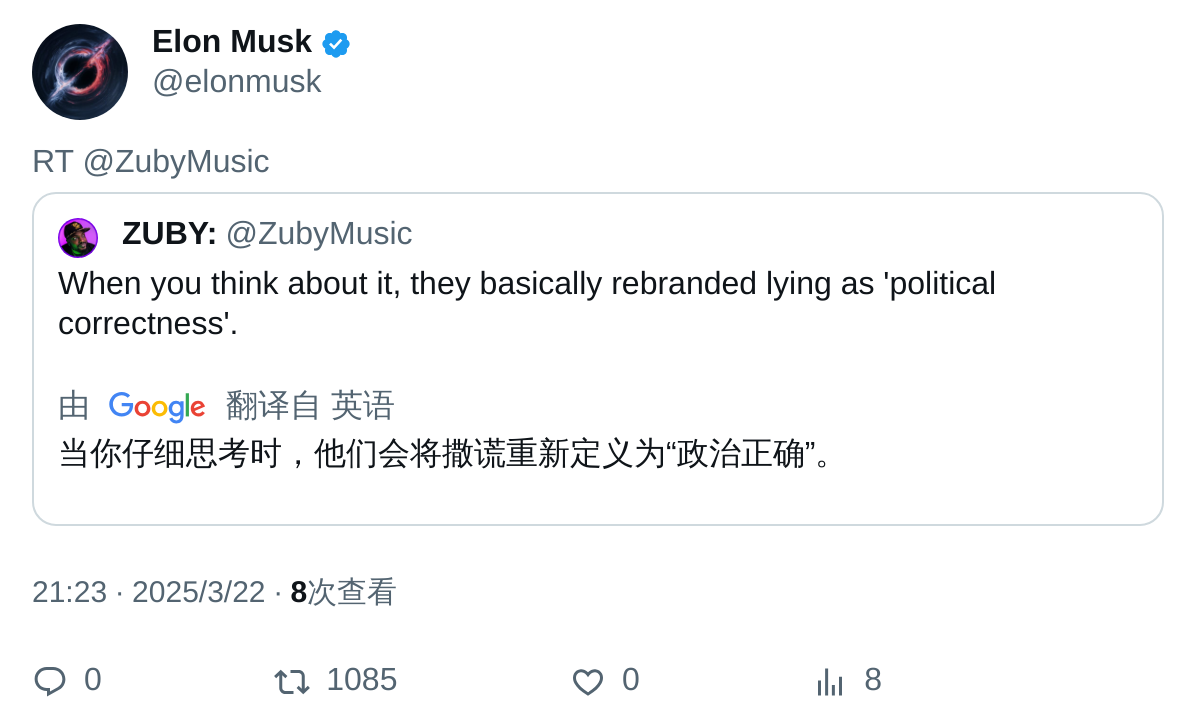 Elon Musk
@elonmusk
RT @ZubyMusic
ZUBY: @ZubyMusic
When you think about it, they basically rebranded lying as 'political
correctness'.
由 Google 翻译自 英语
当你仔细思考时，他们会将撒谎重新定义为“政治正确”。
21:23 · 2025/3/22 · 8次查看
0 1085 0 8